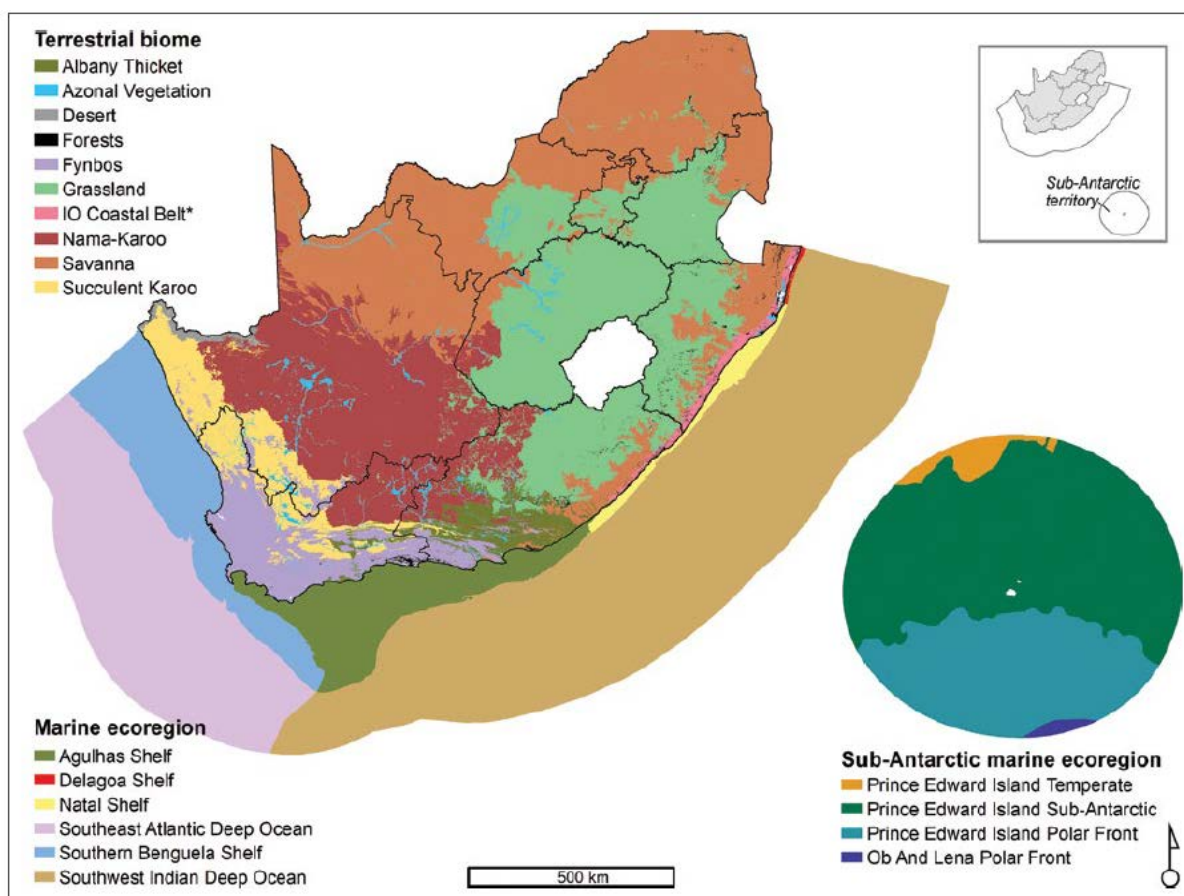 Terrestrial biome
Albany Thicket
Azonal Vegetation
Desert
Forests
Fynbos
Grassland
IO Coastal Belt*
Nama-Karoo
Savanna
Succulent Karoo
Sub-Antarctic
territory
Marine ecoregion
Agulhas Shelf
Delagoa Shelf
Natal Shelf
Southeast Atlantic Deep Ocean
Southern Benguela Shelf
Southwest Indian Deep Ocean
500 km
Sub-Antarctic marine ecoregion
Prince Edward Island Temperate
Prince Edward Island Sub-Antarctic
Prince Edward Island Polar Front
Ob And Lena Polar Front